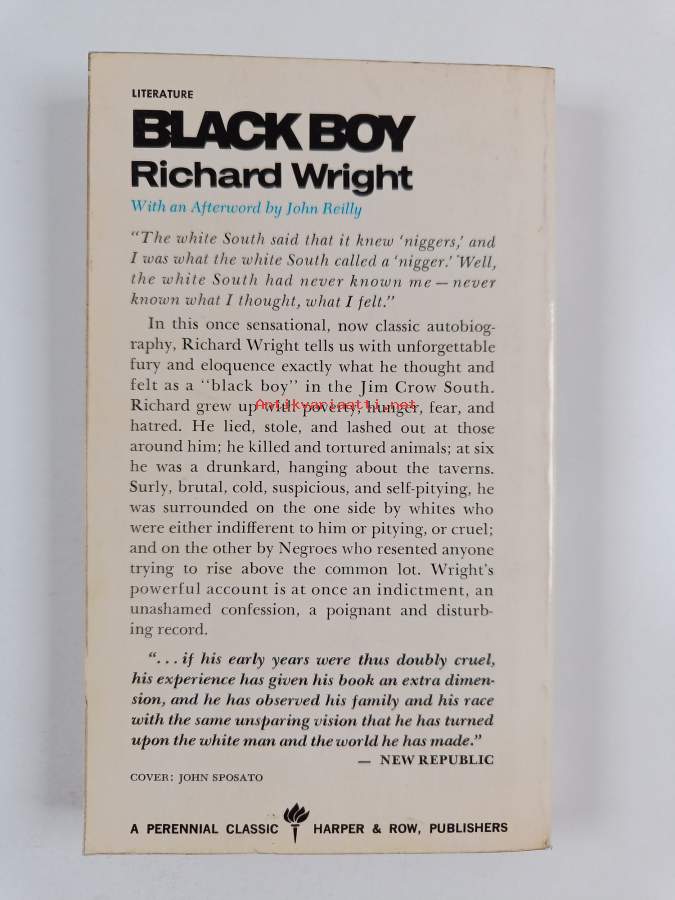 LITERATURE
BLACK BOY
Richard Wright
With an Afterword by John Reilly
“The white South said that it knew ‘niggers,’ and
I was what the white South called a ‘nigger.’ Well,
the white South had never known me — never
known what I thought, what I felt.”
In this once sensational, now classic autobiog-
raphy, Richard Wright tells us with unforgettable
fury and eloquence exactly what he thought and
felt as a “black boy” in the Jim Crow South.
Richard grew up with poverty, hunger, fear, and
Antikvariaatti.net
hatred. He lied, stole, and lashed out at those
around him; he killed and tortured animals; at six
he was a drunkard, hanging about the taverns.
Surly, brutal, cold, suspicious, and self-pitying, he
was surrounded on the one side by whites who
were either indifferent to him or pitying, or cruel;
and on the other by Negroes who resented anyone
trying to rise above the common lot. Wright’s
powerful account is at once an indictment, an
unashamed confession, a poignant and disturb-
ing record.
“. . . if his early years were thus doubly cruel,
his experience has given his book an extra dimen-
sion, and he has observed his family and his race
with the same unsparing vision that he has turned
upon the white man and the world he has made.”
— NEW REPUBLIC
COVER: JOHN SPOSATO
A PERENNIAL CLASSIC HARPER & ROW, PUBLISHERS